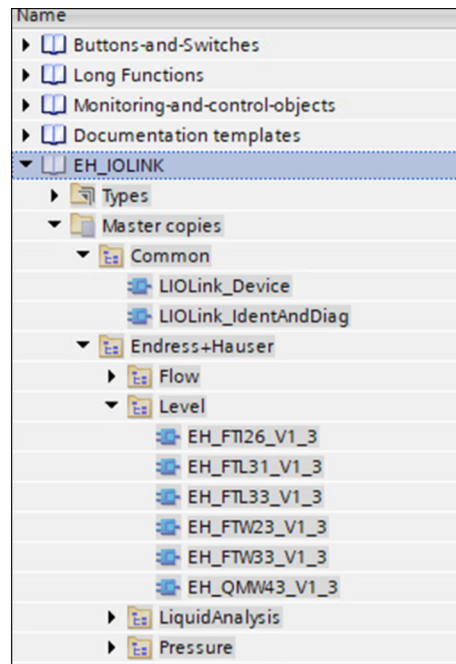 Name
Buttons-and-Switches
Long Functions
Monitoring-and-control-objects
Documentation templates
EH_IOLINK
Types
Master copies
Common
LIOLink_Device
LIOLink_IdentAndDiag
Endress+Hauser
Flow
Level
EH_FTI26_V1_3
EH_FTL31_V1_3
EH_FTL33_V1_3
EH_FTW23_V1_3
EH_FTW33_V1_3
EH_QMW43_V1_3
LiquidAnalysis
Pressure